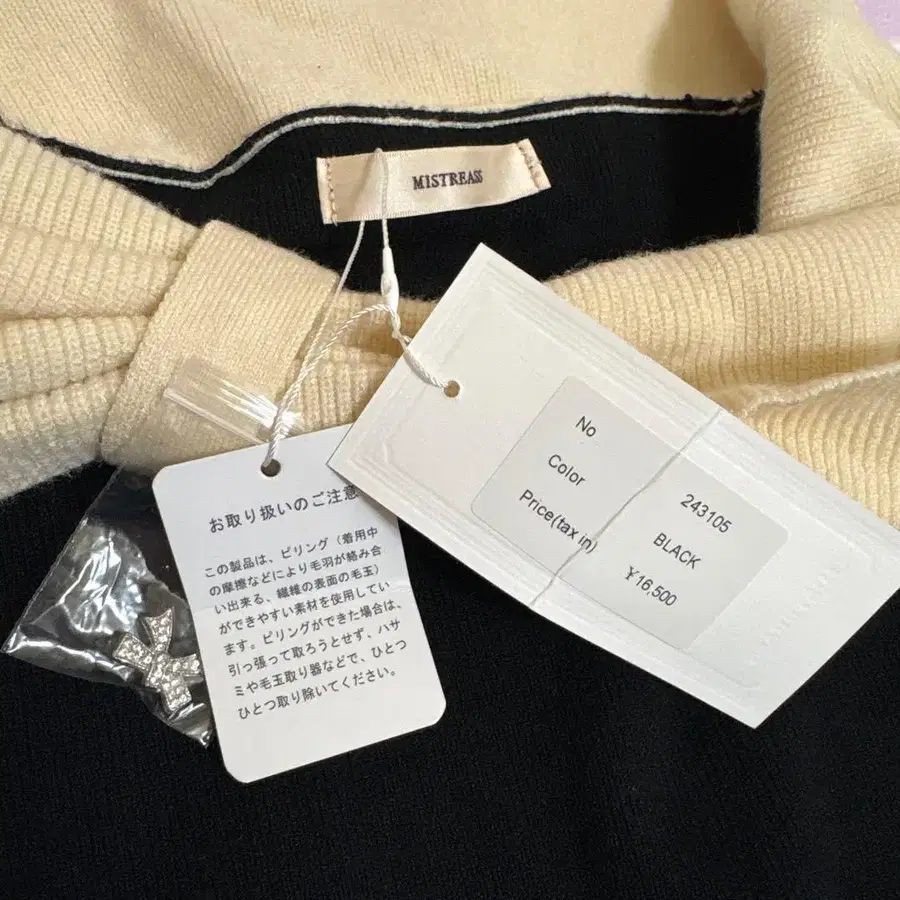 MISTREASS
No 243105
Color BLACK
Price(tax in) ¥16,500
お取り扱いのご注意
この製品は、ピリング（着用中
の摩擦などにより毛羽が絡み合
い出来る、繊維の表面の毛玉）
ができやすい素材を使用してい
ます。ピリングができた場合は、
引っ張って取ろうとせず、ハサ
ミや毛玉取り器などで、ひとつ
ひとつ取り除いてください。